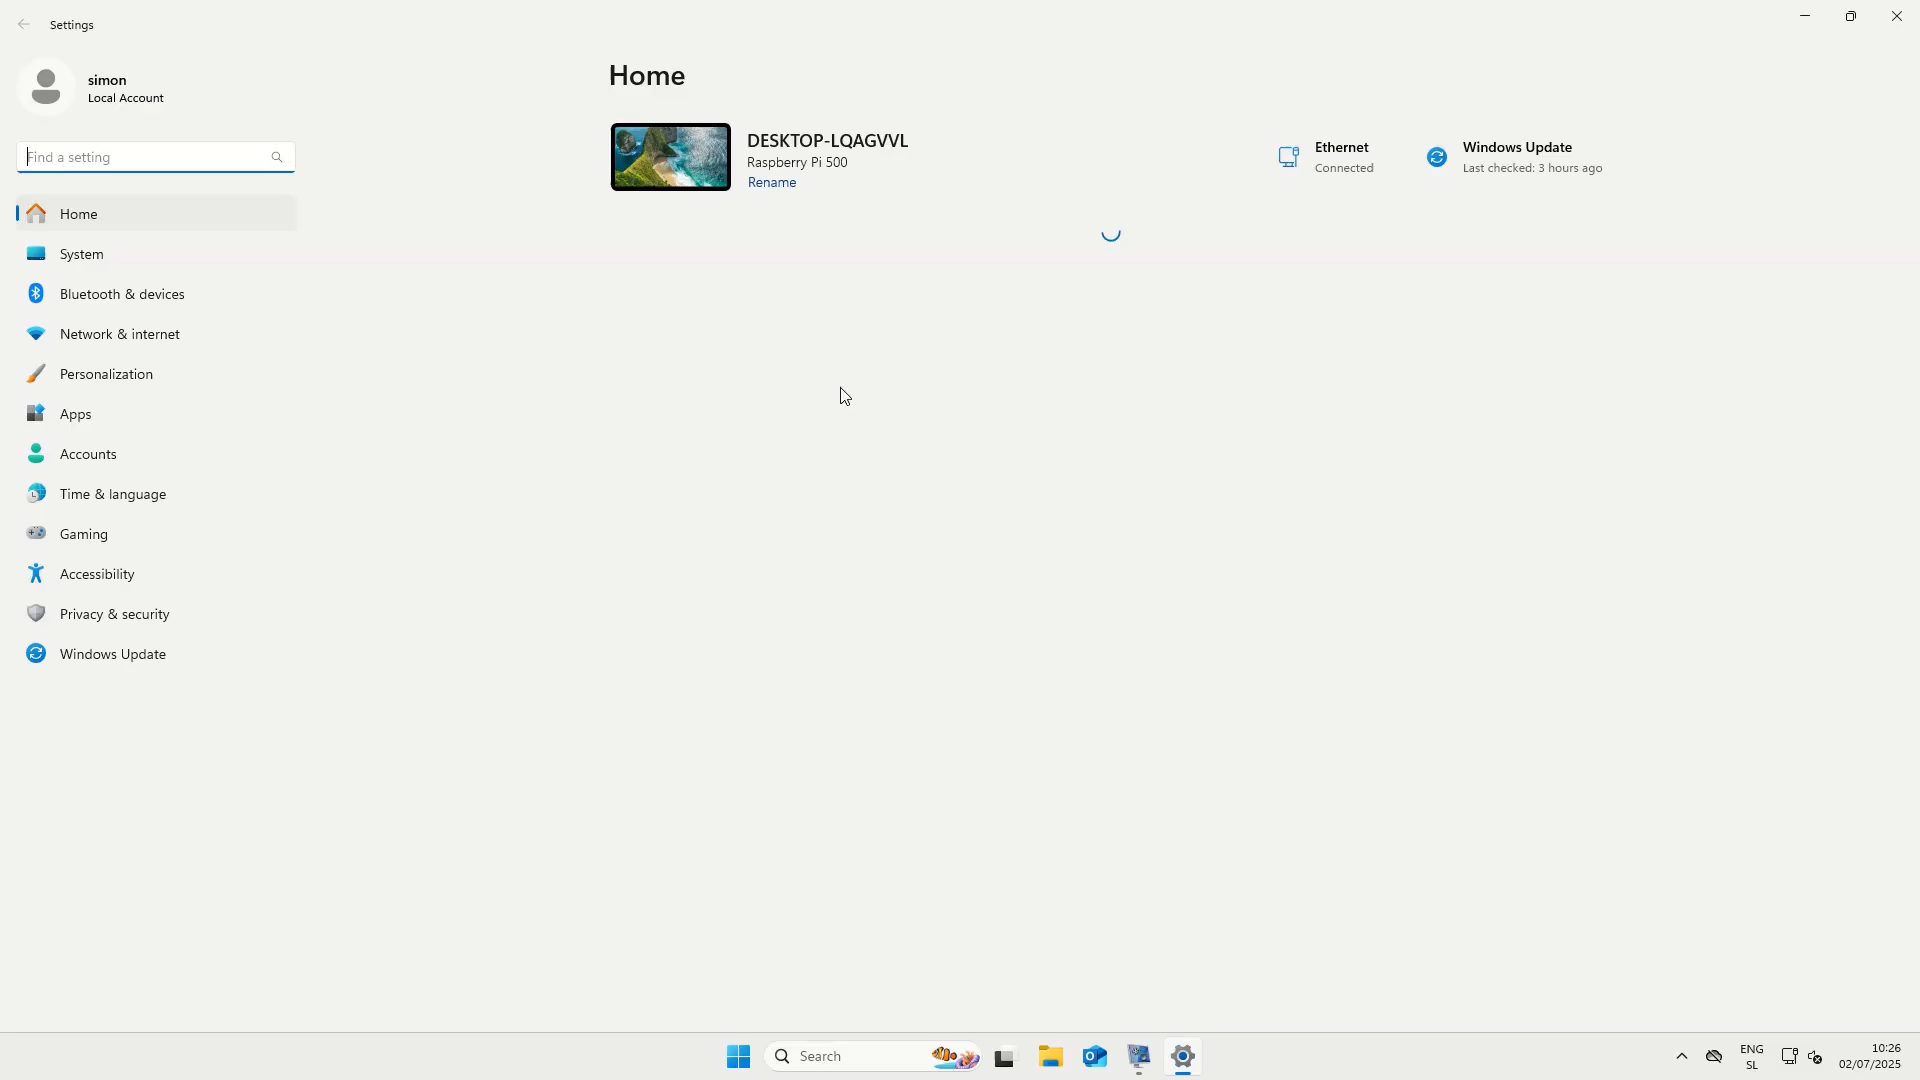 Settings
simon
Local Account
Find a setting
Home
System
Bluetooth & devices
Network & internet
Personalization
Apps
Accounts
Time & language
Gaming
Accessibility
Privacy & security
Windows Update
Home
DESKTOP-LQAGVVL
Raspberry Pi 500
Rename
Ethernet
Connected
Windows Update
Last checked: 3 hours ago
Search
ENG
SL
10:26
02/07/2025